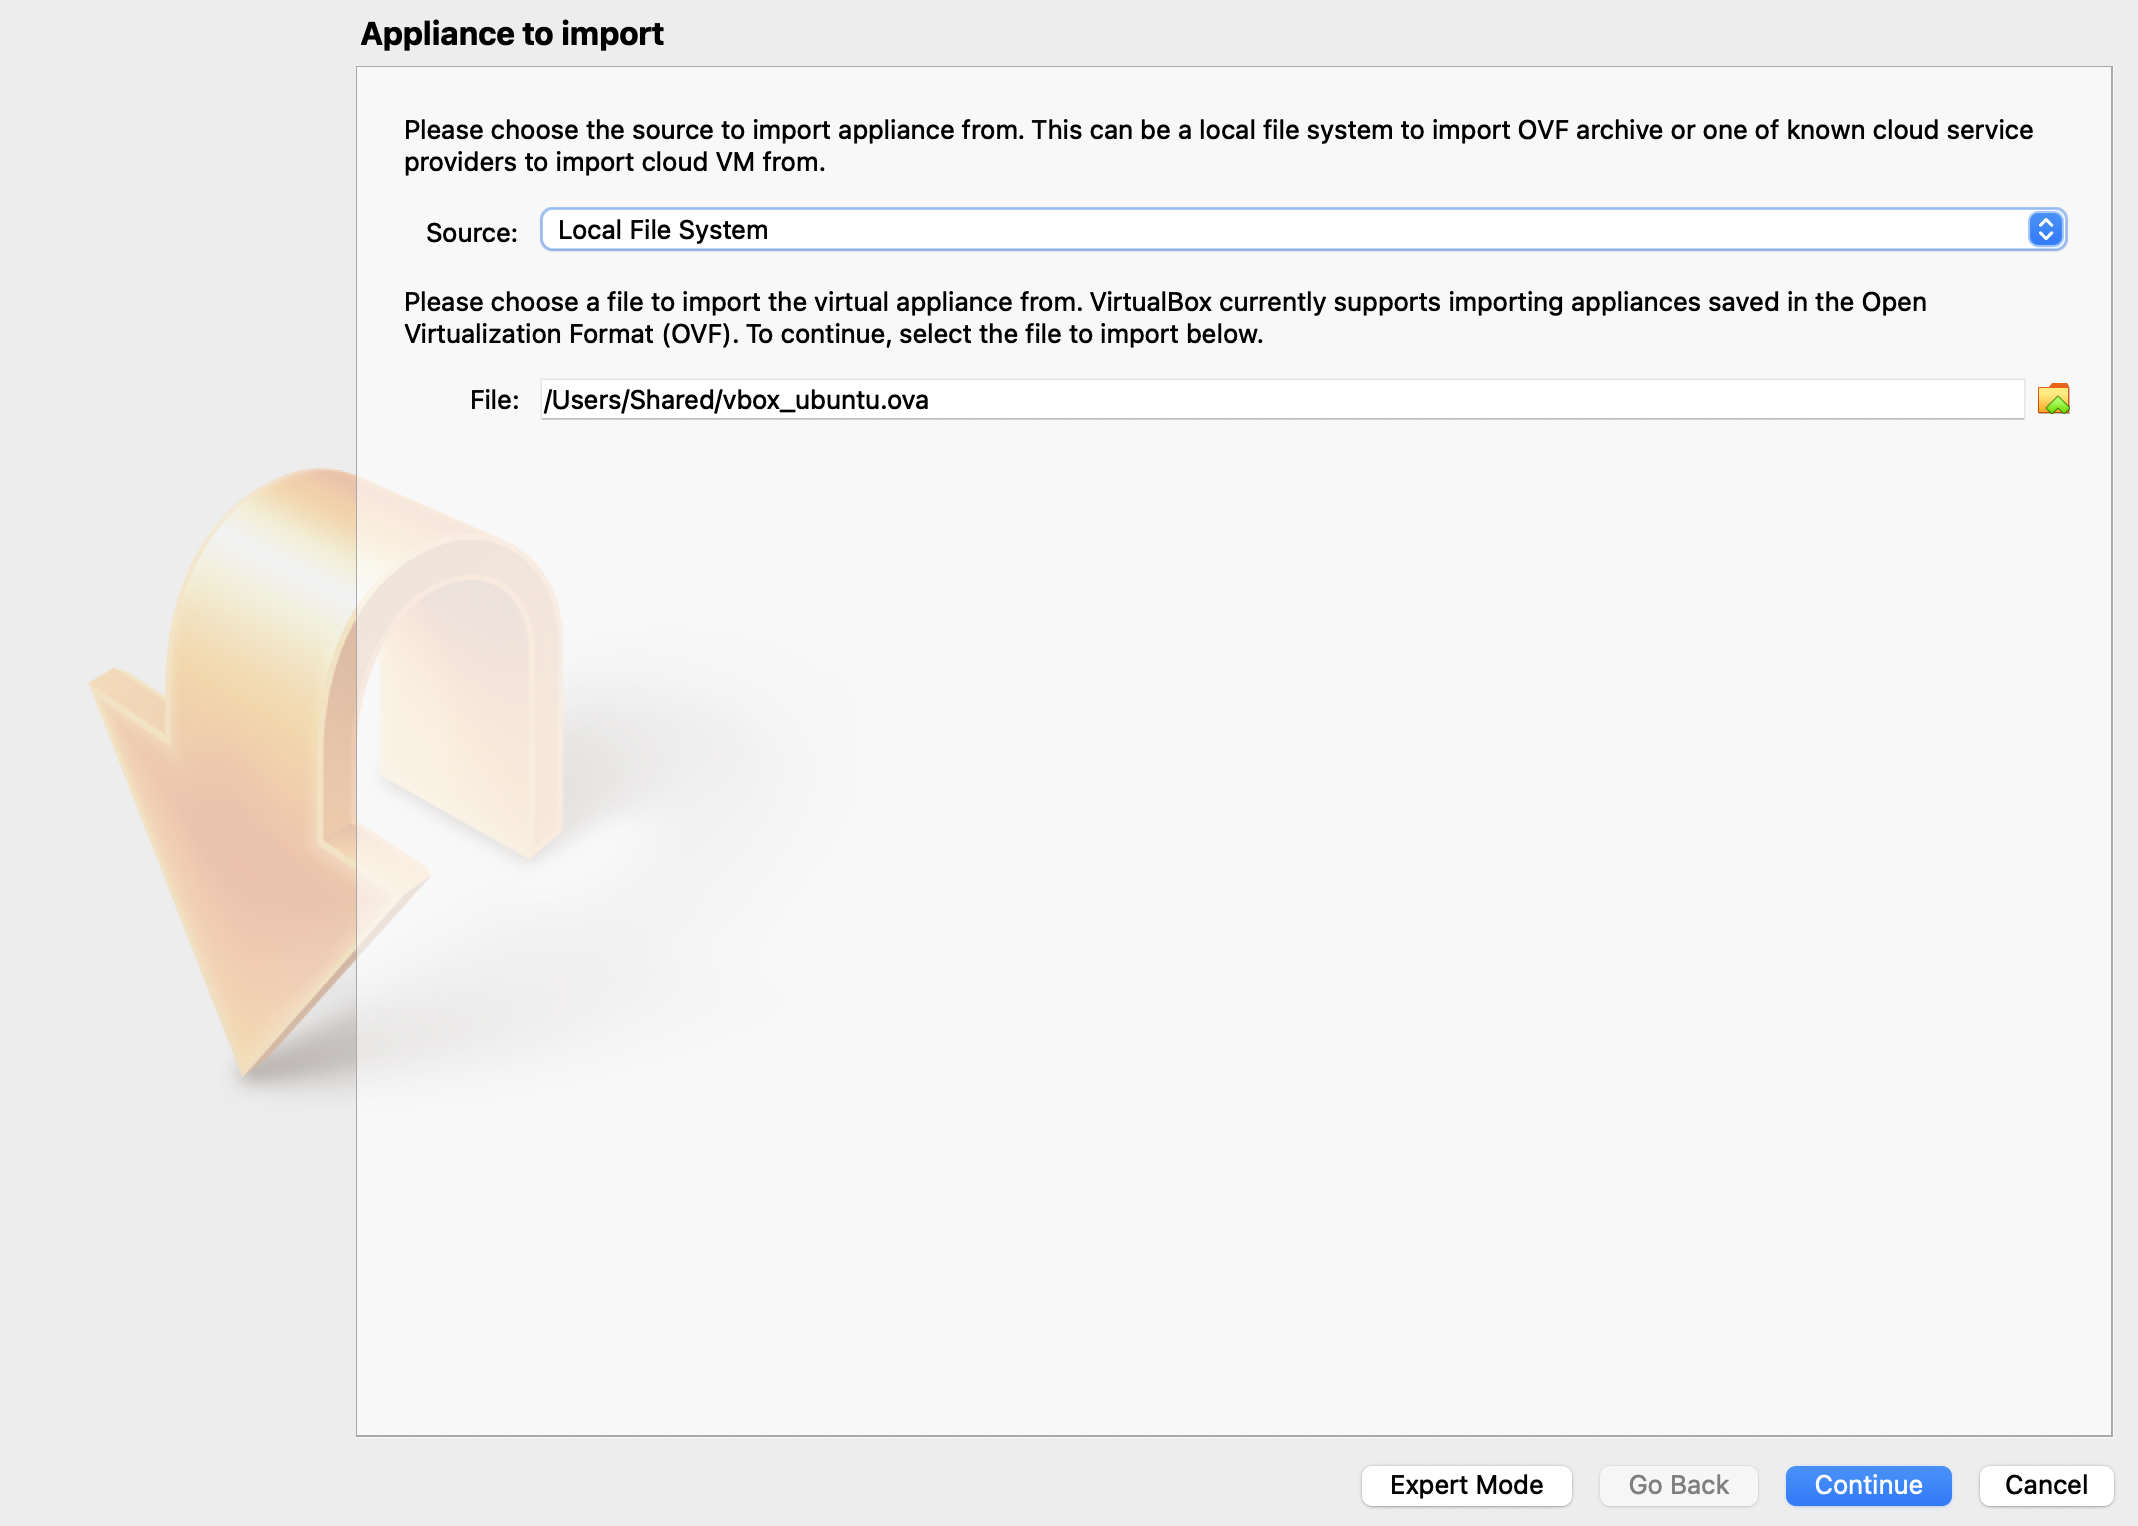 Appliance to import
Please choose the source to import appliance from. This can be a local file system to import OVF archive or one of known cloud service
providers to import cloud VM from.
Source: Local File System
Please choose a file to import the virtual appliance from. VirtualBox currently supports importing appliances saved in the Open
Virtualization Format (OVF). To continue, select the file to import below.
File: /Users/Shared/vbox_ubuntu.ova
Expert Mode Go Back Continue Cancel